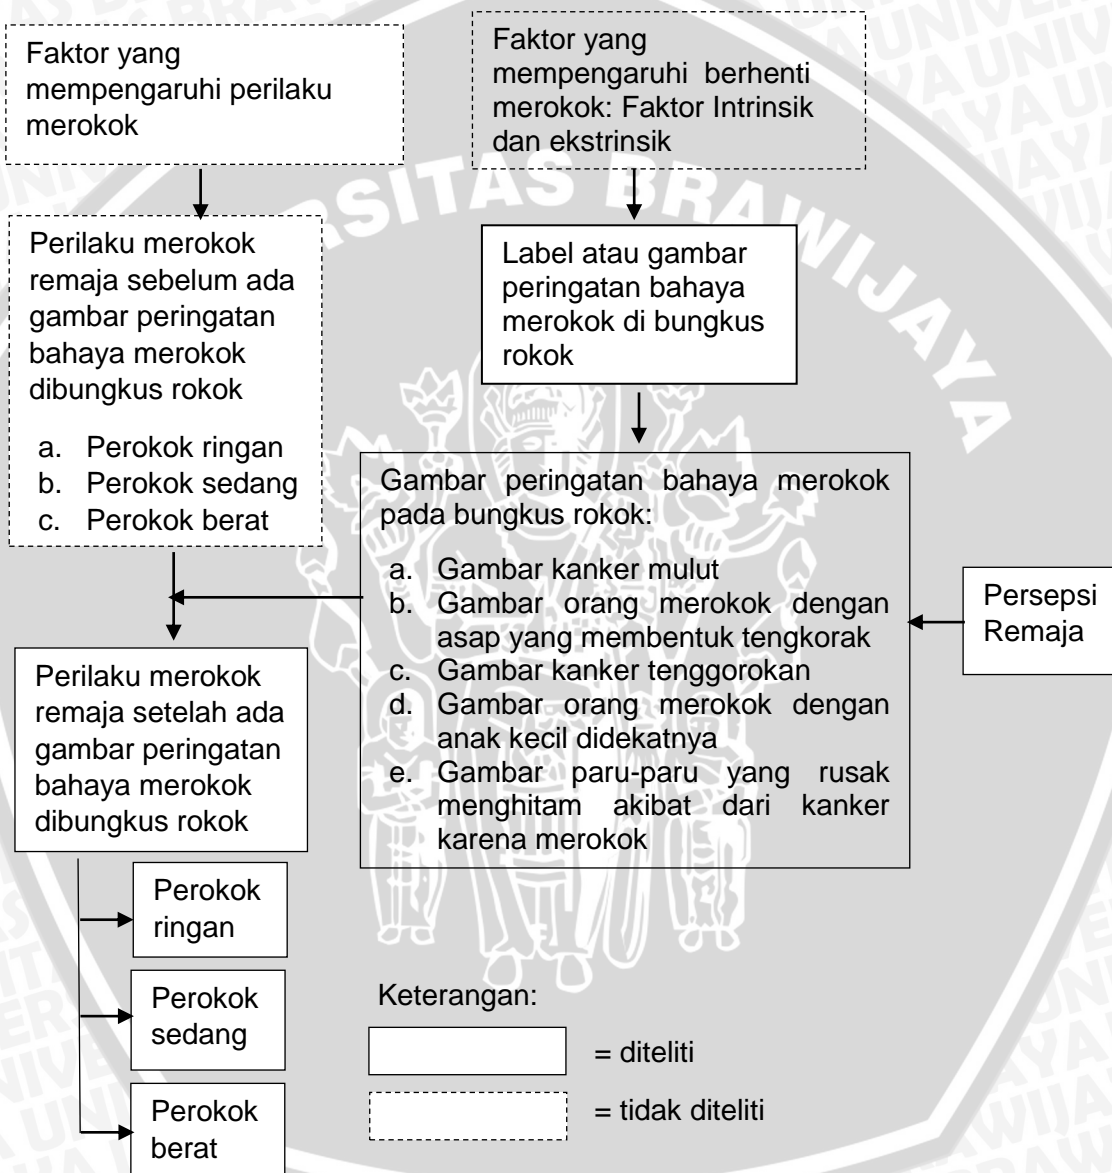 Faktor yang
mempengaruhi perilaku
merokok
Faktor yang
mempengaruhi berhenti
merokok: Faktor Intrinsik
dan ekstrinsik
Perilaku merokok
remaja sebelum ada
gambar peringatan
bahaya merokok
dibungkus rokok
a. Perokok ringan
b. Perokok sedang
c. Perokok berat
Label atau gambar
peringatan bahaya
merokok di bungkus
rokok
Gambar peringatan bahaya merokok
pada bungkus rokok:
a. Gambar kanker mulut
b. Gambar orang merokok dengan
asap yang membentuk tengkorak
c. Gambar kanker tenggorokan
d. Gambar orang merokok dengan
anak kecil didekatnya
e. Gambar paru-paru yang rusak
menghitam akibat dari kanker
karena merokok
Persepsi
Remaja
Perilaku merokok
remaja setelah ada
gambar peringatan
bahaya merokok
dibungkus rokok
Perokok
ringan
Perokok
sedang
Perokok
berat
Keterangan:
= diteliti
= tidak diteliti
RSITAS BRAWIJAYA